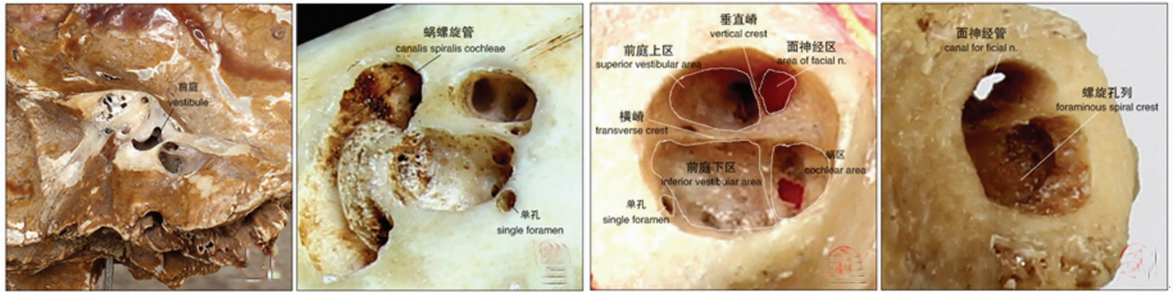 前庭
vestibule
蜗螺旋管
canalis spiralis cochleae
单孔
single foramen
垂直嵴
vertical crest
前庭上区
superior vestibular area
面神经区
area of facial n.
横嵴
transverse crest
前庭下区
inferior vestibular area
蜗区
cochlear area
单孔
single foramen
面神经管
canal for ficial n.
螺旋孔列
foraminous spiral crest